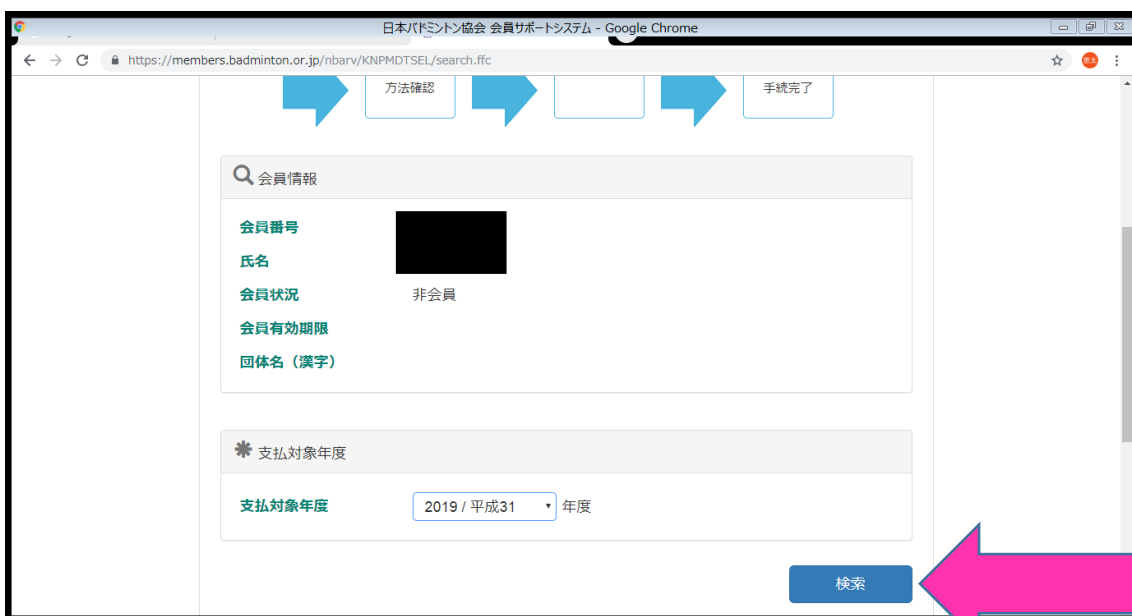 日本バドミントン協会 会員サポートシステム - Google Chrome
https://members.badminton.or.jp/nbarv/KNPMDTSEL/search.ffc
方法確認
手続完了
会員情報
会員番号
氏名
会員状況 非会員
会員有効期限
団体名（漢字）
支払対象年度
支払対象年度 2019 / 平成31 年度
検索